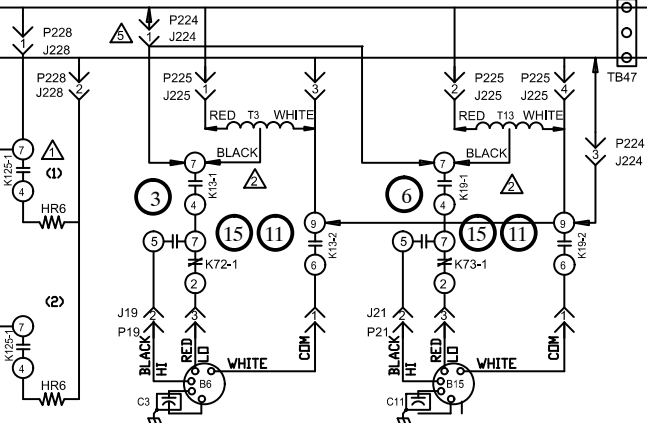 P228
1
J228
5
P224
1
J224
TB47
P228
2
J228
P225
1
J225
3
P225
2
J225
P225
4
J225
RED T3 WHITE
RED T13 WHITE
P224
3
J224
BLACK
BLACK
7
1
(1)
K125-1
4
HR6
7
2
K13-1
4
3
7
2
K19-1
4
6
15
11
9
K13-2
6
15
11
9
K19-2
6
5
7
K72-1
2
5
7
K73-1
2
(2)
7
K125-1
4
HR6
J19
2
3
1
P19
BLACK
HI
RED
LO
WHITE
COM
J21
2
3
1
P21
BLACK
HI
RED
LO
WHITE
COM
C3
B6
C11
B15